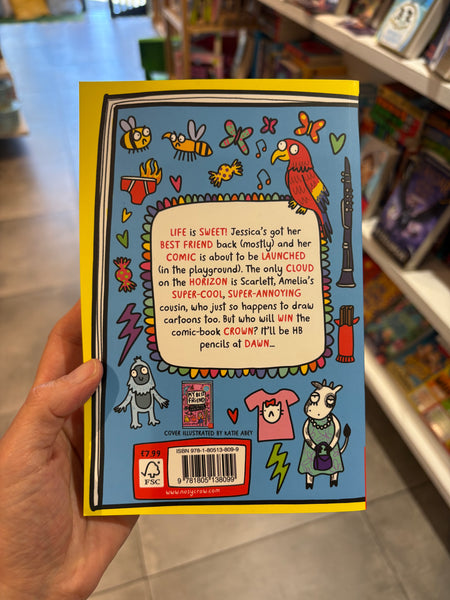 LIFE is SWEET! Jessica's got her
BEST FRIEND back (mostly) and her
COMIC is about to be LAUNCHED
(in the playground). The only CLOUD
on the HORIZON is Scarlett, Amelia's
SUPER-COOL, SUPER-ANNOYING
cousin, who just so happens to draw
cartoons too. But who will WIN the
comic-book CROWN? It'll be HB
pencils at DAWN...
MY BEST
FRIEND
COVER ILLUSTRATED BY KATIE ABEY
£7.99
FSC
ISBN 978-1-80513-809-9
9 781805 138099
www.nosycrow.com